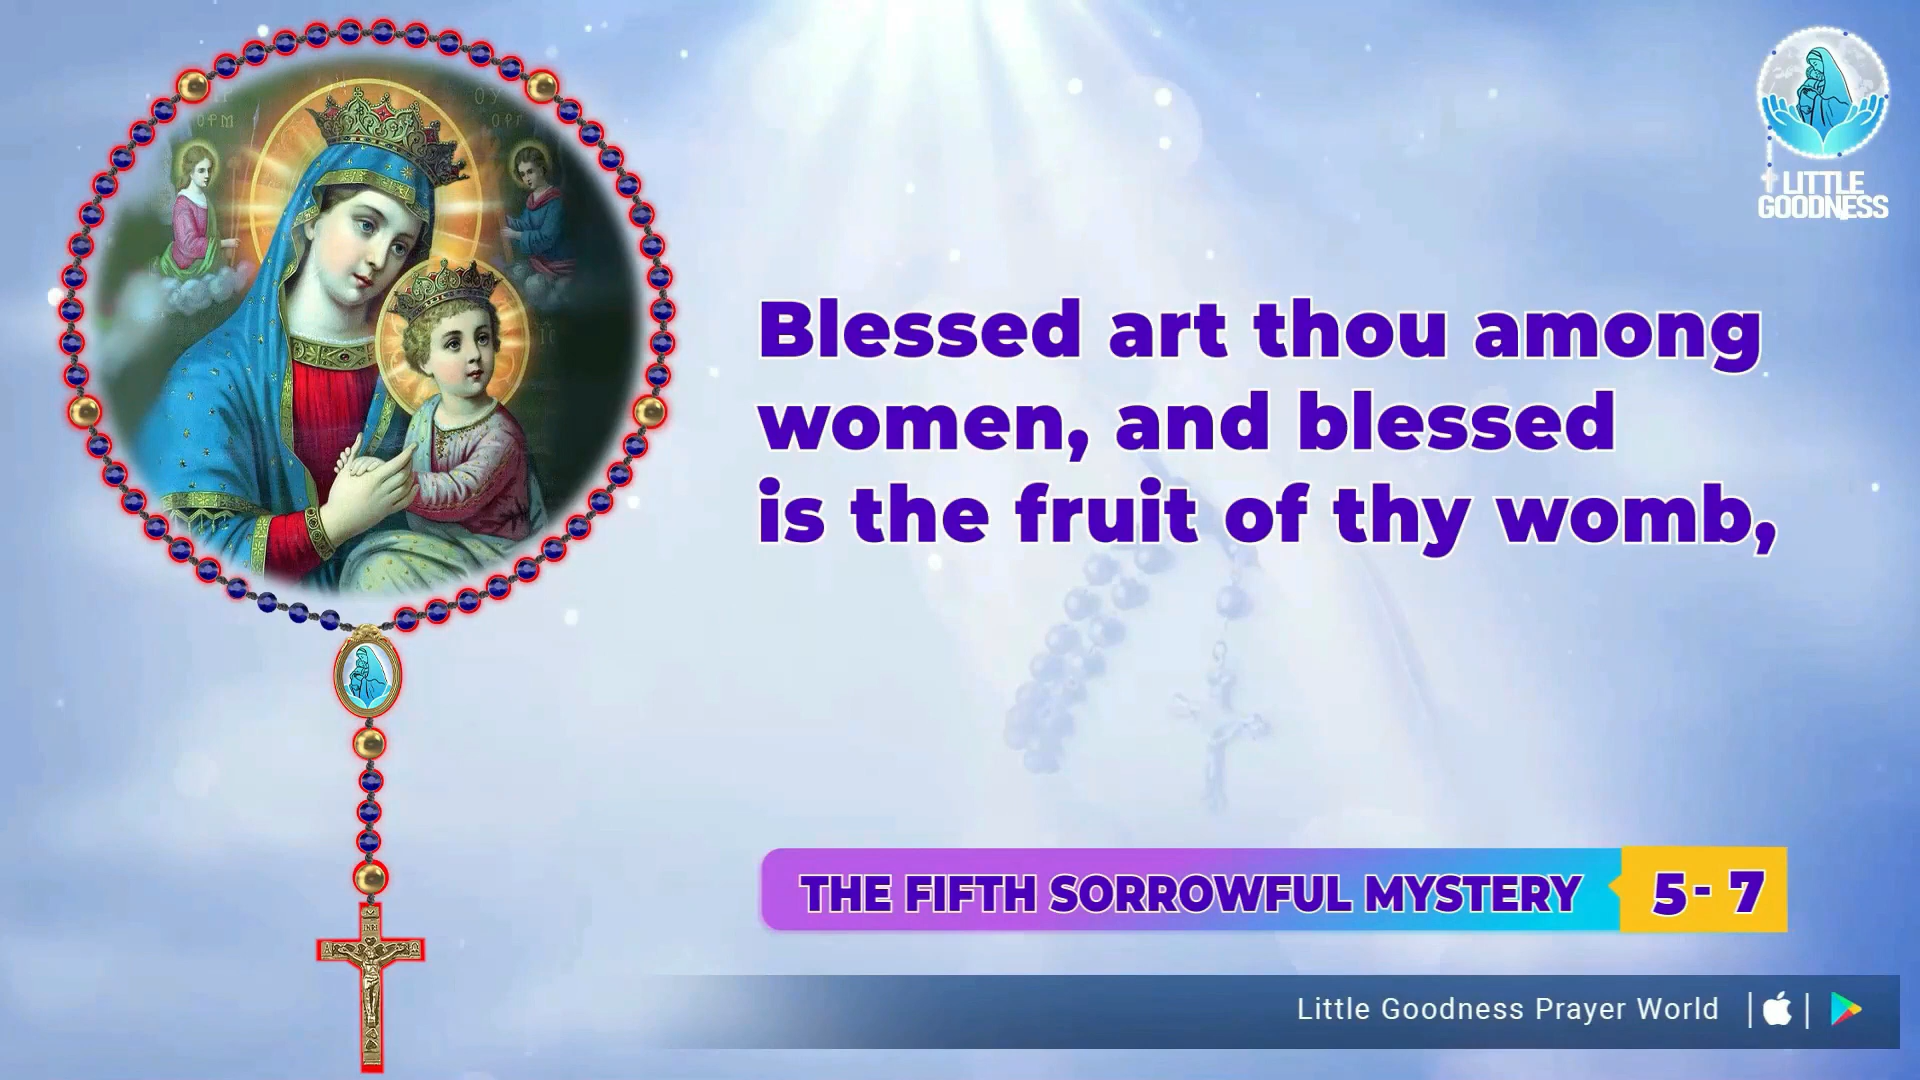 LITTLE
GOODNESS
Blessed art thou among
women, and blessed
is the fruit of thy womb,
THE FIFTH SORROWFUL MYSTERY 5- 7
Little Goodness Prayer World
INRI